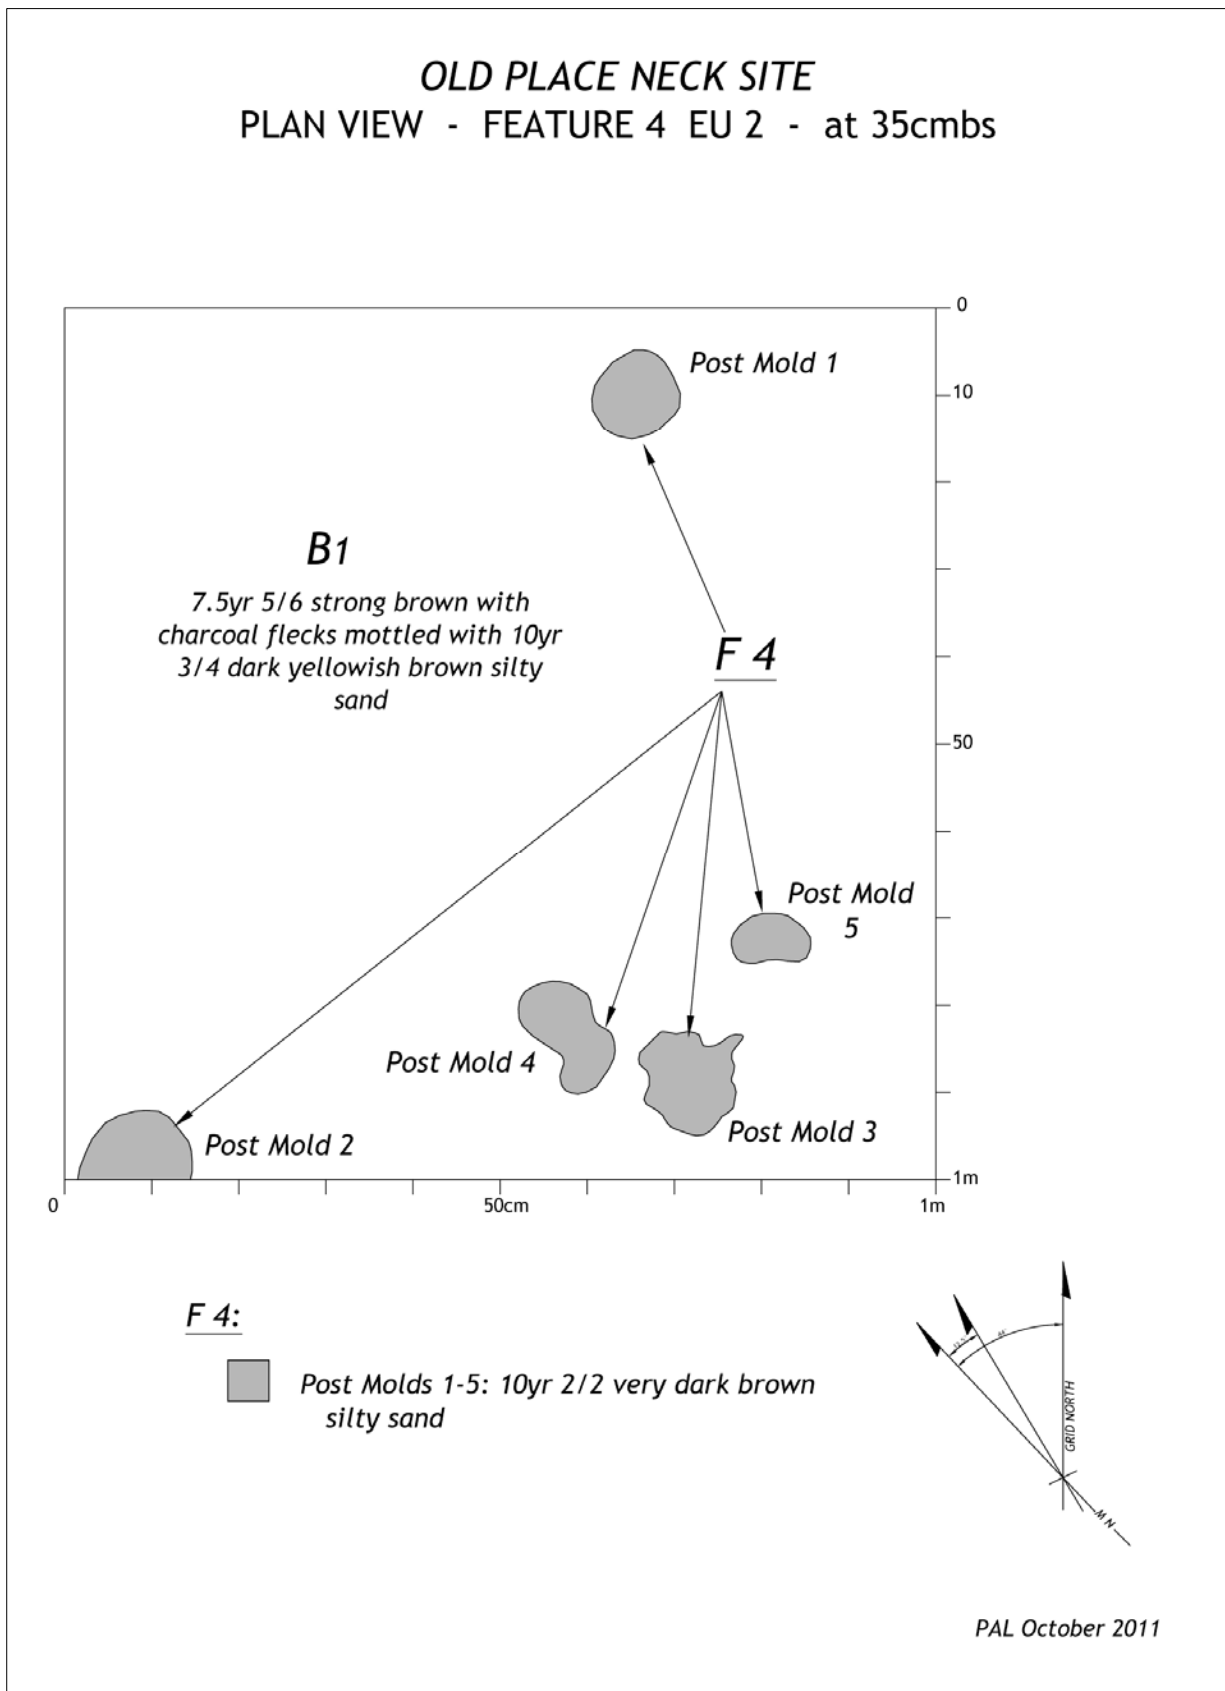 OLD PLACE NECK SITE
PLAN VIEW - FEATURE 4 EU 2 - at 35cmbs
0
Post Mold 1
10
B1
7.5yr 5/6 strong brown with
charcoal flecks mottled with 10yr
3/4 dark yellowish brown silty
sand
F 4
50
Post Mold
5
Post Mold 4
Post Mold 3
Post Mold 2
1m
0
50cm
1m
F 4:
Post Molds 1-5: 10yr 2/2 very dark brown
silty sand
GRID NORTH
M N
PAL October 2011